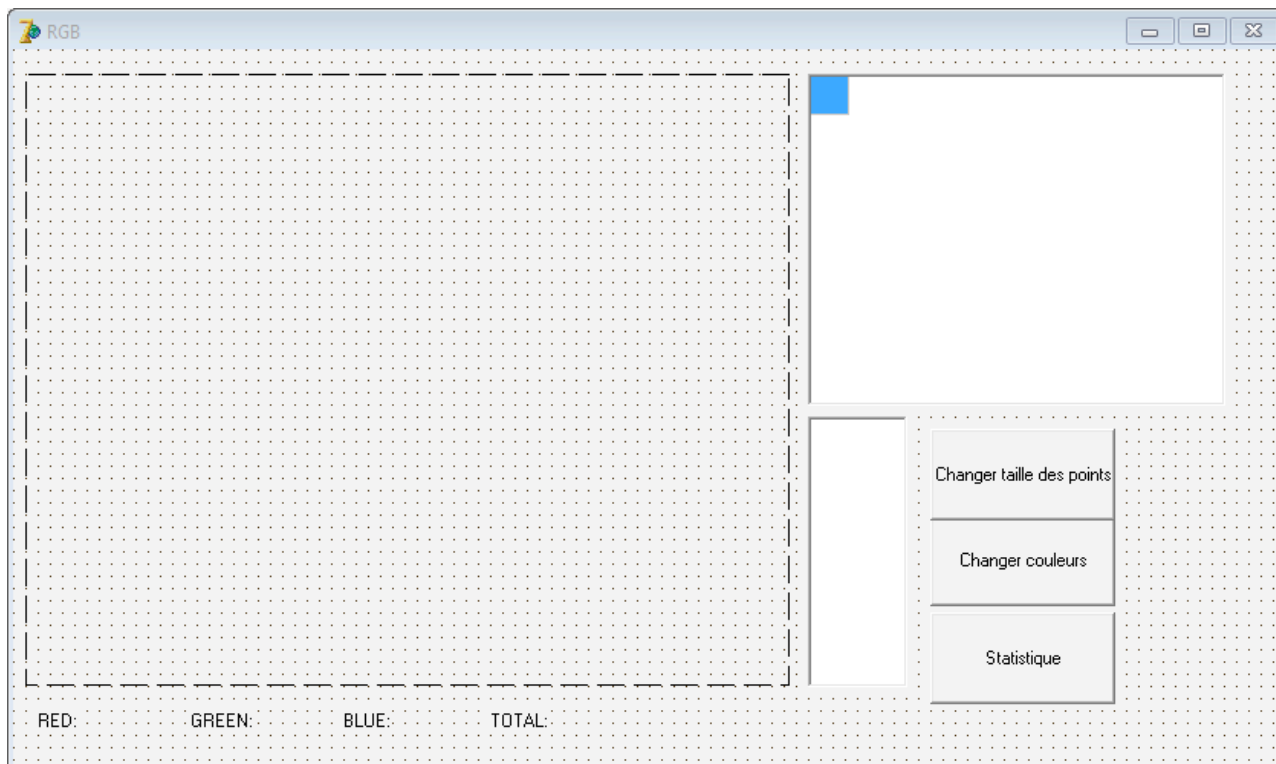 RGB
Changer taille des points
Changer couleurs
Statistique
RED: GREEN: BLUE: TOTAL: